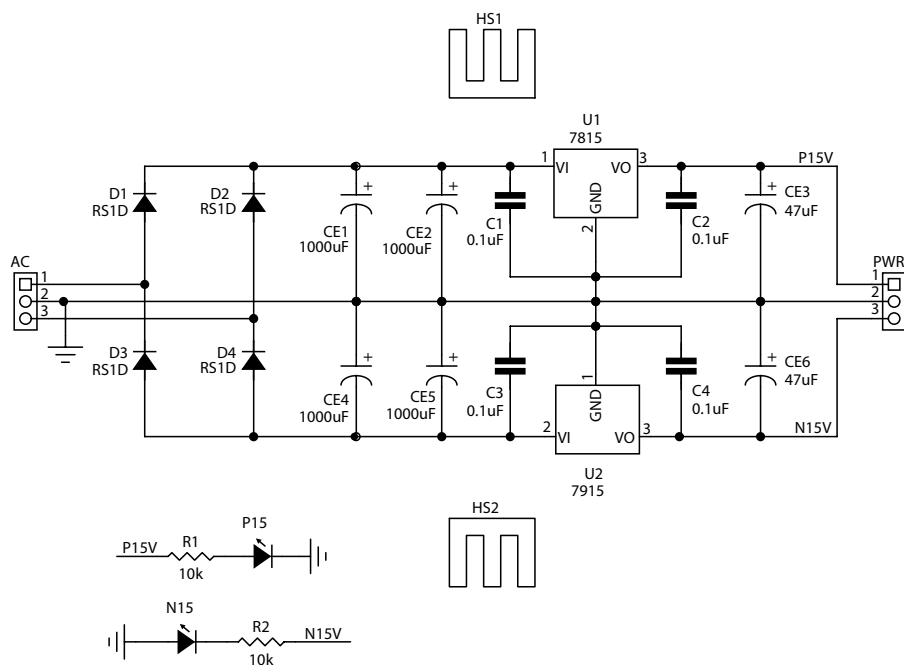 HS1
U1
7815
1
VI
VO
3
GND
2
P15V
D1
RS1D
D2
RS1D
+
CE1
1000uF
+
CE2
1000uF
C1
0.1uF
C2
0.1uF
+
CE3
47uF
AC
1
2
3
PWR
1
2
3
D3
RS1D
D4
RS1D
+
CE4
1000uF
+
CE5
1000uF
C3
0.1uF
1
GND
C4
0.1uF
+
CE6
47uF
2
VI
VO
3
N15V
U2
7915
HS2
P15V
R1
10k
P15
N15
R2
10k
N15V